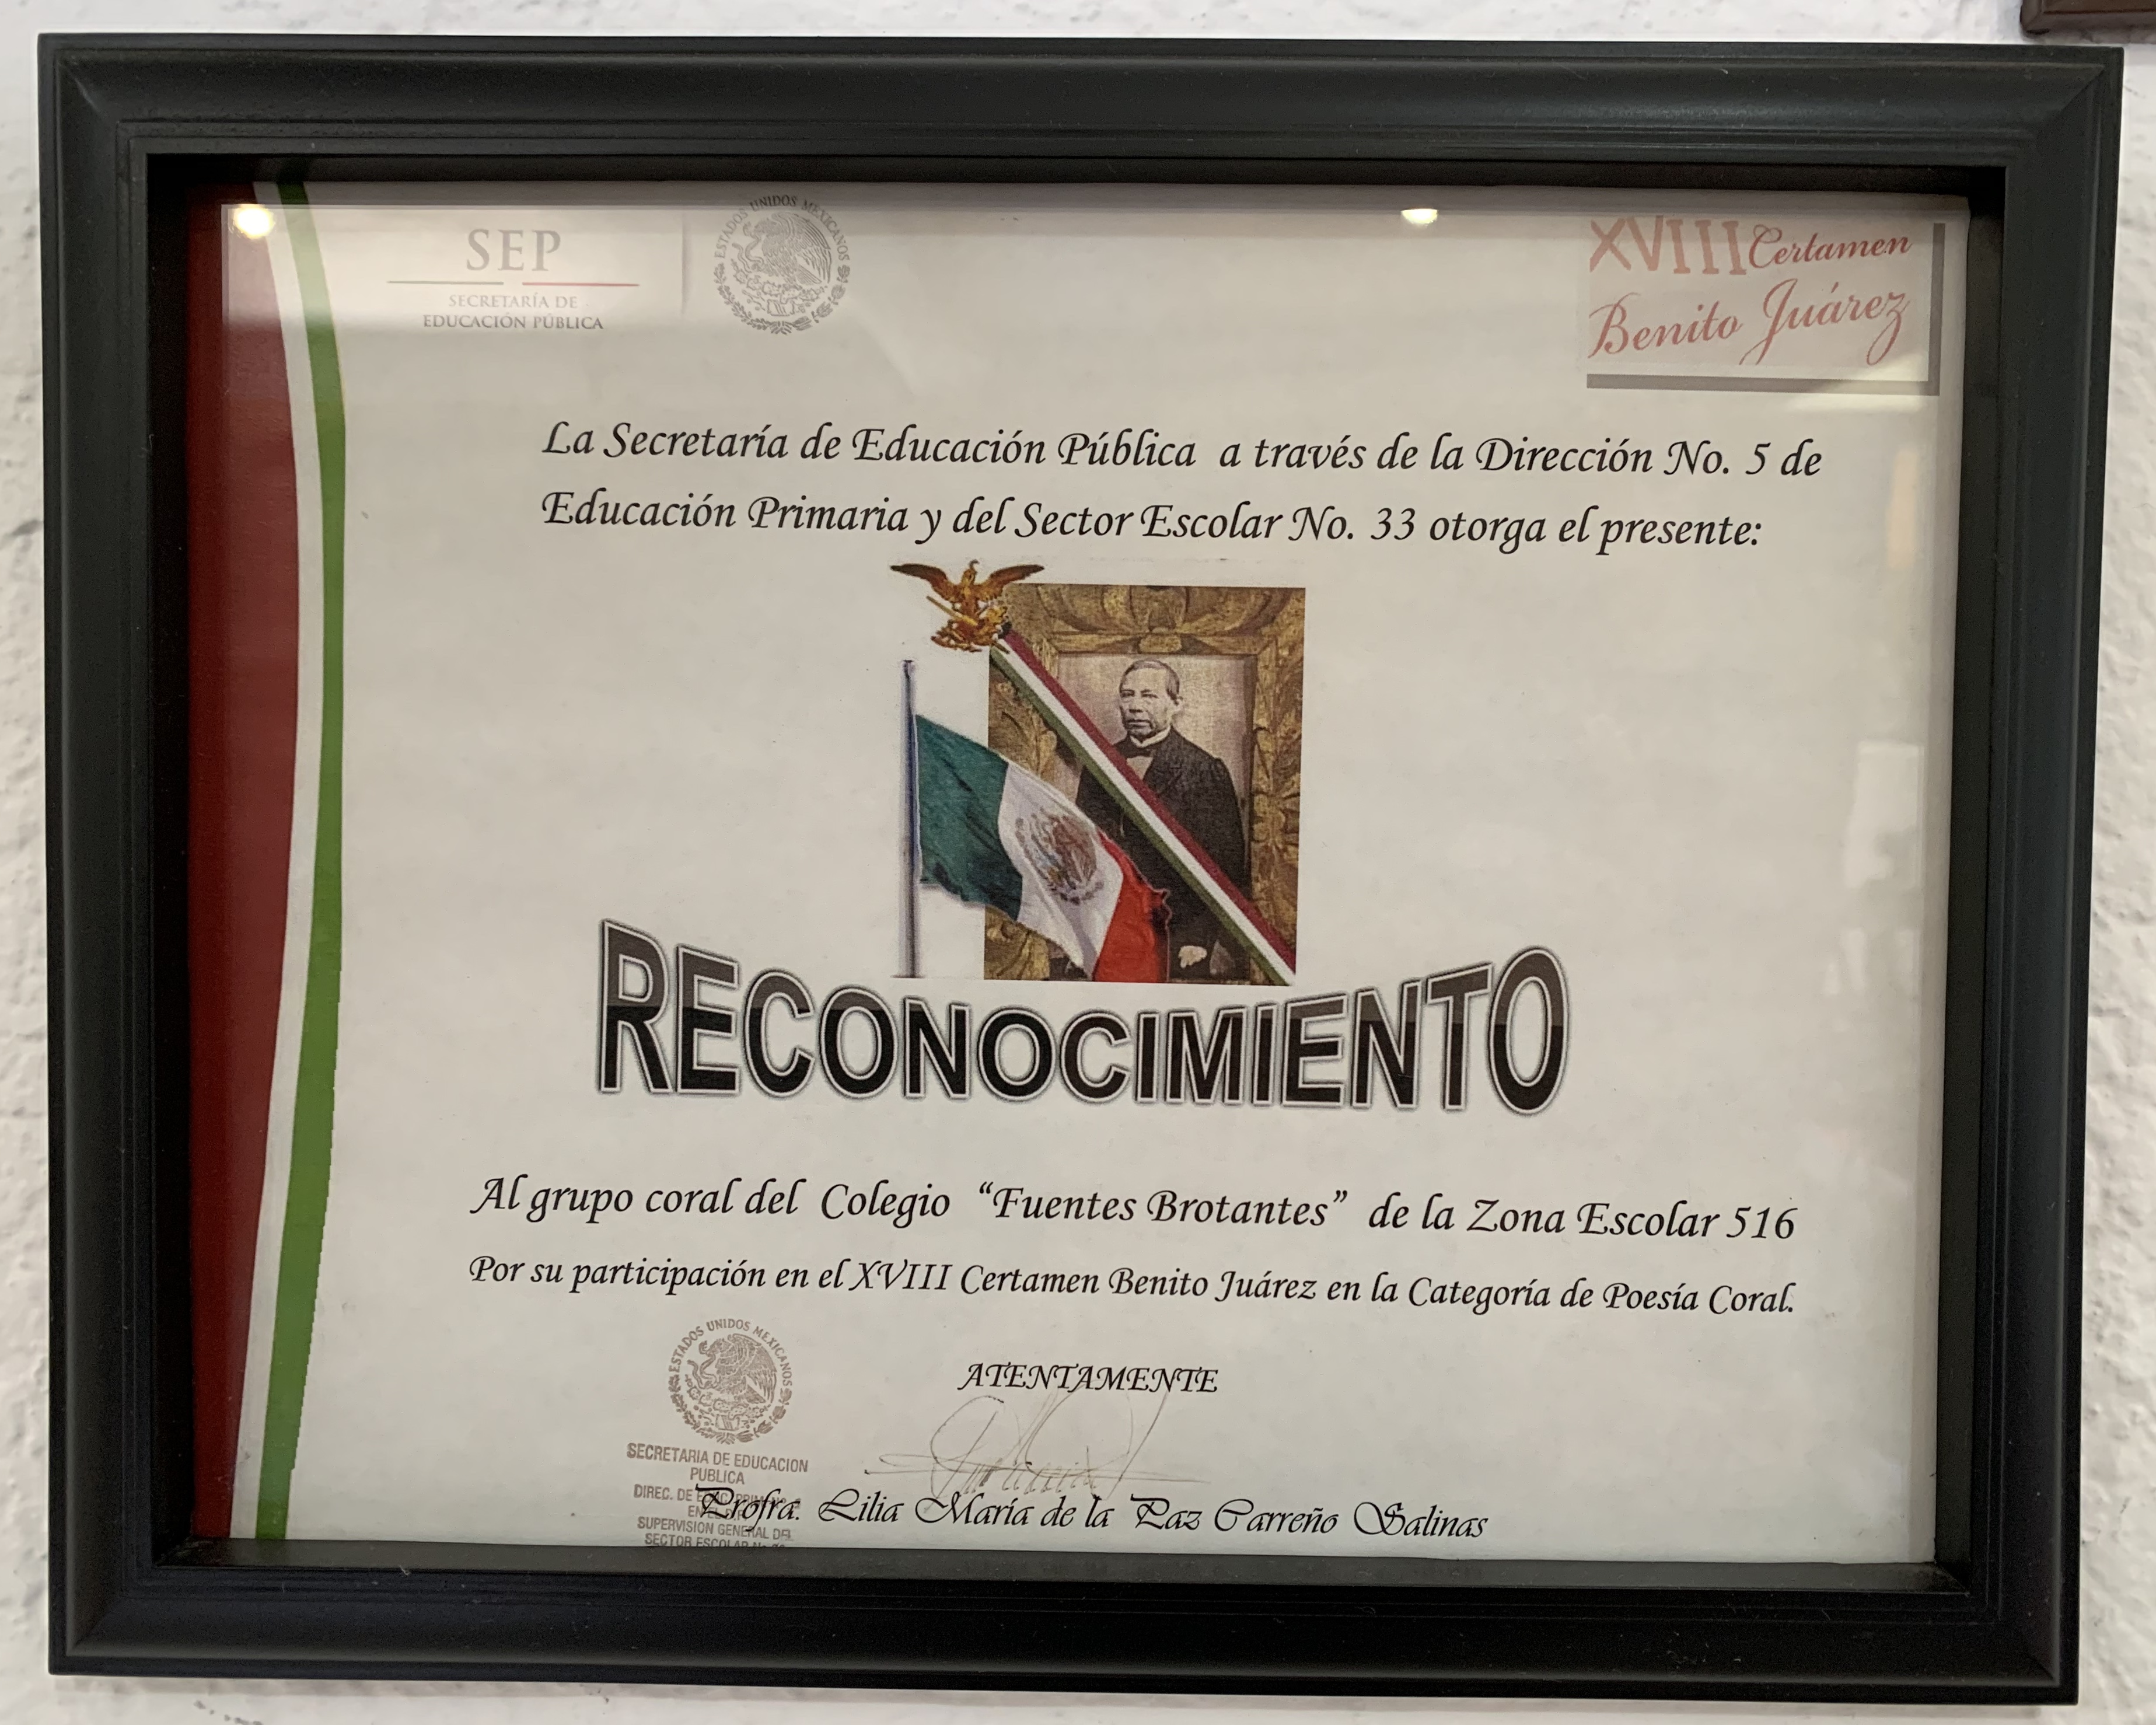 SEP
SECRETARÍA DE
EDUCACIÓN PÚBLICA
ESTADOS UNIDOS MEXICANOS
XVIII Certamen
Benito Juárez
La Secretaría de Educación Pública a través de la Dirección No. 5 de
Educación Primaria y del Sector Escolar No. 33 otorga el presente:
RECONOCIMIENTO
Al grupo coral del Colegio “Fuentes Brotantes” de la Zona Escolar 516
Por su participación en el XVIII Certamen Benito Juárez en la Categoría de Poesía Coral.
ATENTAMENTE
ESTADOS UNIDOS MEXICANOS
SECRETARIA DE EDUCACION
PUBLICA
DIREC. DE
SUPERVISION GENERAL DEL
SECTOR ESCOLAR
Profra. Lilia María de la Paz Carreño Salinas